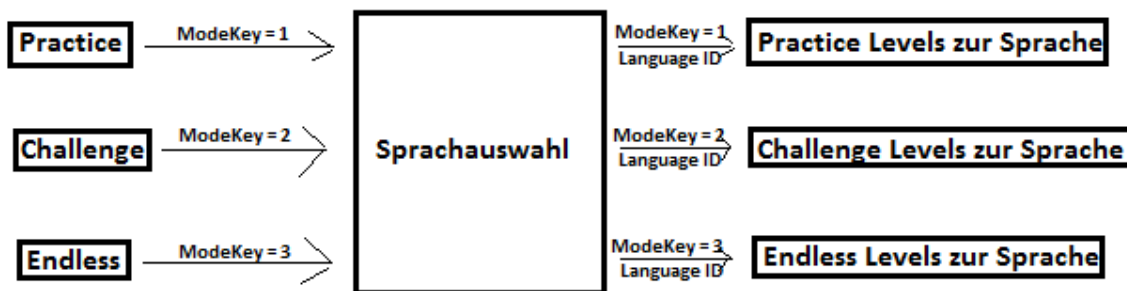 Practice
ModeKey = 1
ModeKey = 1
Language ID
Practice Levels zur Sprache
Challenge
ModeKey = 2
Sprachauswahl
ModeKey = 2
Language ID
Challenge Levels zur Sprache
Endless
ModeKey = 3
ModeKey = 3
Language ID
Endless Levels zur Sprache